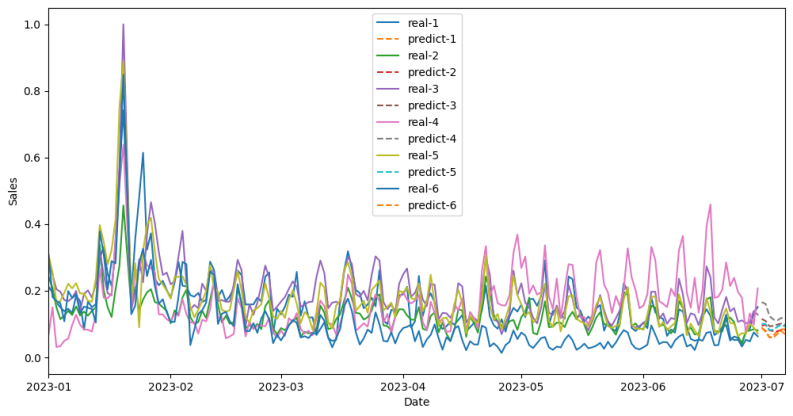 1.0
0.8
0.6
0.4
0.2
0.0
Sales
real-1
predict-1
real-2
predict-2
real-3
predict-3
real-4
predict-4
real-5
predict-5
real-6
predict-6
2023-01 2023-02 2023-03 2023-04 2023-05 2023-06 2023-07
Date